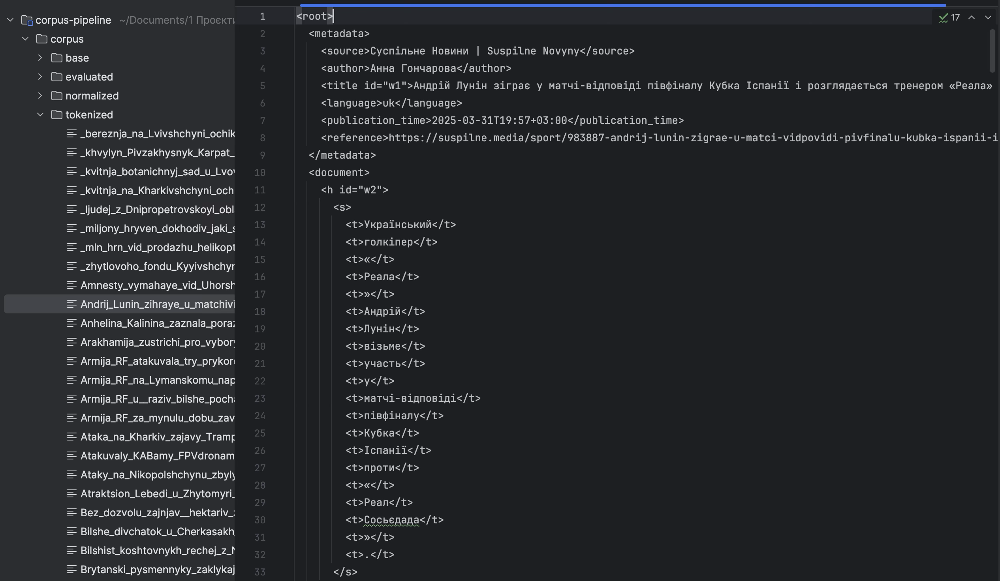 corpus-pipeline ~/Documents/1 Проєкти
corpus
base
evaluated
normalized
tokenized
_bereznja_na_Lvivshchyni_ochik
_khvylyn_Pivzakhysnyk_Karpat_
_kvitnja_botanichnyj_sad_u_Lvov
_kvitnja_na_Kharkivshchyni_och
_ljudej_z_Dnipropetrovskoyi_obl
_miljony_hryven_dokhodiv_jaki_s
_mln_hrn_vid_prodazhu_helikopt
_zhytlovoho_fondu_Kyyivshchyn
Amnesty_vymahaye_vid_Uhorsh
Andrij_Lunin_zihraye_u_matchivi
Anhelina_Kalinina_zaznala_poraz
Arakhamija_zustrichi_pro_vybory
Armija_RF_atakuvala_try_prykord
Armija_RF_na_Lymanskomu_nap
Armija_RF_u__raziv_bilshe_pocha
Armija_RF_za_mynulu_dobu_zav
Ataka_na_Kharkiv_zajavy_Tramp
Atakuvaly_KABamy_FPVdronam
Ataky_na_Nikopolshchynu_zbyly
Atraktsion_Lebedi_u_Zhytomyri_
Bez_dozvolu_zajnjav__hektariv_z
Bilshe_divchatok_u_Cherkasakh_
Bilshist_koshtovnykh_rechej_z_N
Brytanski_pysmennyky_zaklykaj
17
1 <root>
2 <metadata>
3 <source>Суспільне Новини | Suspilne Novyny</source>
4 <author>Анна Гончарова</author>
5 <title id="w1">Андрій Лунін зіграє у матчі-відповіді півфіналу Кубка Іспанії і розглядається тренером «Реала»
6 <language>uk</language>
7 <publication_time>2025-03-31T19:57+03:00</publication_time>
8 <reference>https://suspilne.media/sport/983887-andrij-lunin-zigrae-u-matci-vidpovidi-pivfinalu-kubka-ispanii-i
9 </metadata>
10 <document>
11 <h id="w2">
12 <s>
13 <t>Український</t>
14 <t>голкіпер</t>
15 <t>«</t>
16 <t>Реала</t>
17 <t>»</t>
18 <t>Андрій</t>
19 <t>Лунін</t>
20 <t>візьме</t>
21 <t>участь</t>
22 <t>у</t>
23 <t>матчі-відповіді</t>
24 <t>півфіналу</t>
25 <t>Кубка</t>
26 <t>Іспанії</t>
27 <t>проти</t>
28 <t>«</t>
29 <t>Реал</t>
30 <t>Сосьєдада</t>
31 <t>»</t>
32 <t>.</t>
33 </s>